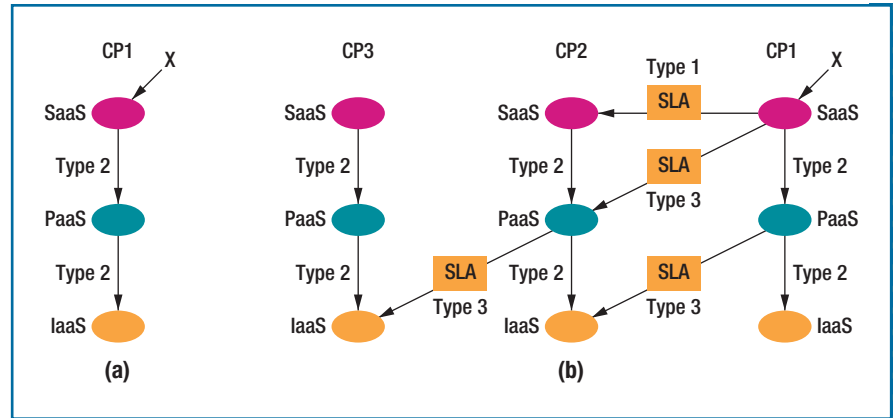 CP1
X
SaaS
Type 2
PaaS
Type 2
IaaS
(a)
CP3 CP2 CP1
Type 1
X
SaaS SaaS SLA SaaS
Type 2 Type 2 SLA Type 2
Type 3
PaaS PaaS PaaS
Type 2 SLA Type 2 SLA Type 2
Type 3 Type 3
IaaS IaaS IaaS
(b)